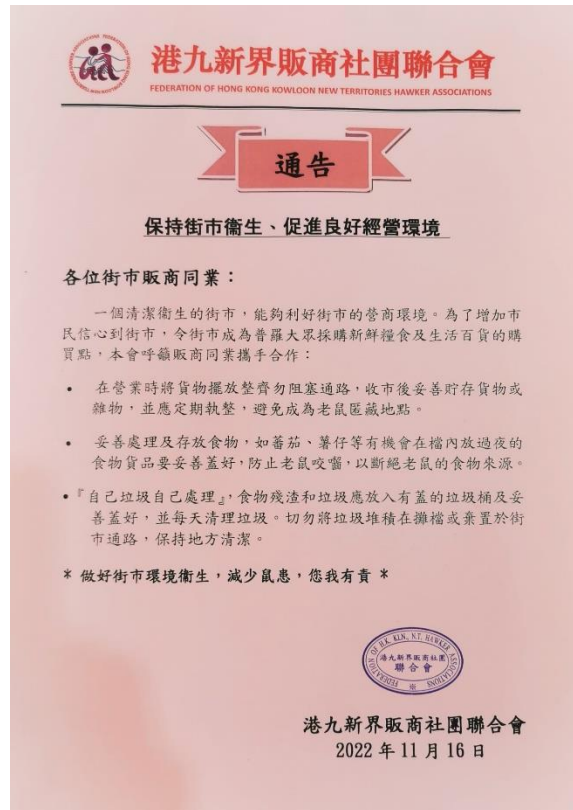 港九新界販商社團聯合會
FEDERATION OF HONG KONG KOWLOON NEW TERRITORIES HAWKER ASSOCIATIONS
通告
保持街市衞生、促進良好經營環境
各位街市販商同業：
一個清潔衞生的街市，能夠利好街市的營商環境。為了增加市
民信心到街市，令街市成為普羅大眾採購新鮮糧食及生活百貨的購
買點，本會呼籲販商同業攜手合作：
• 在營業時將貨物擺放整齊勿阻塞通路，收市後妥善貯存貨物或
雜物，並應定期執整，避免成為老鼠匿藏地點。
• 妥善處理及存放食物，如蕃茄、薯仔等有機會在檔內放過夜的
食物貨品要妥善蓋好，防止老鼠咬囓，以斷絕老鼠的食物來源。
•『自己垃圾自己處理』，食物殘渣和垃圾應放入有蓋的垃圾桶及妥
善蓋好，並每天清理垃圾。切勿將垃圾堆積在攤檔或棄置於街
市通路，保持地方清潔。
* 做好街市環境衞生，減少鼠患，您我有責 *
FEDERATION OF H.K. KLN. N.T. HAWKER ASSOCIATIONS
港九新界販商社團
聯合會
港九新界販商社團聯合會
2022 年 11 月 16 日